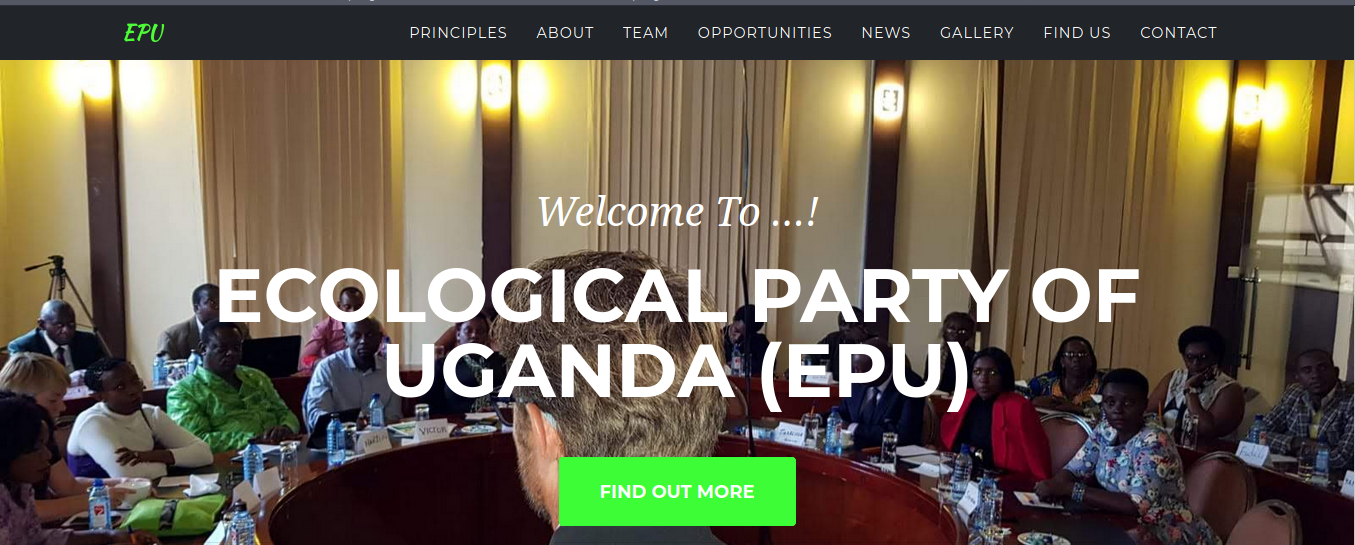 EPU
PRINCIPLES ABOUT TEAM OPPORTUNITIES NEWS GALLERY FIND US CONTACT
Welcome To ...!
ECOLOGICAL PARTY OF
UGANDA (EPU)
VICTOR
FIND OUT MORE